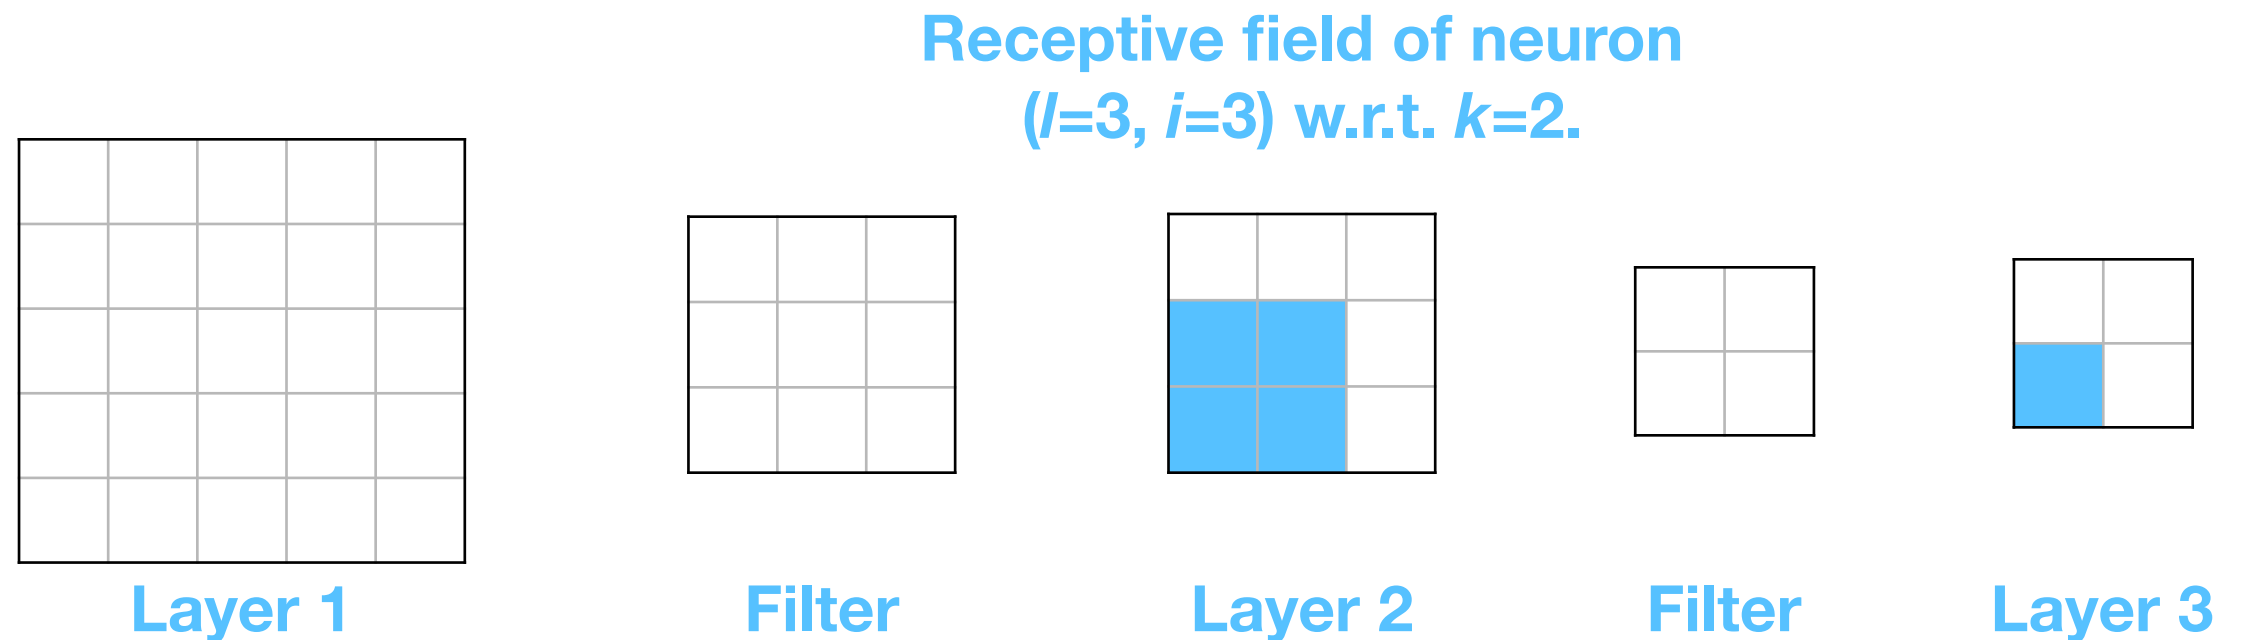 Receptive field of neuron
(l=3, i=3) w.r.t. k=2.
Layer 1
Filter
Layer 2
Filter
Layer 3